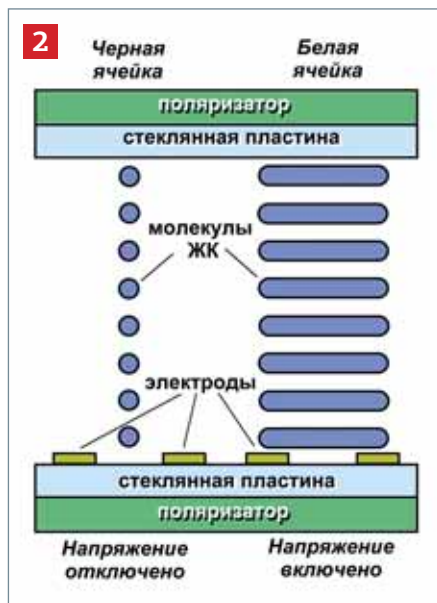 2
Черная
ячейка
Белая
ячейка
поляризатор
стеклянная пластина
молекулы
ЖК
электроды
стеклянная пластина
поляризатор
Напряжение
отключено
Напряжение
включено